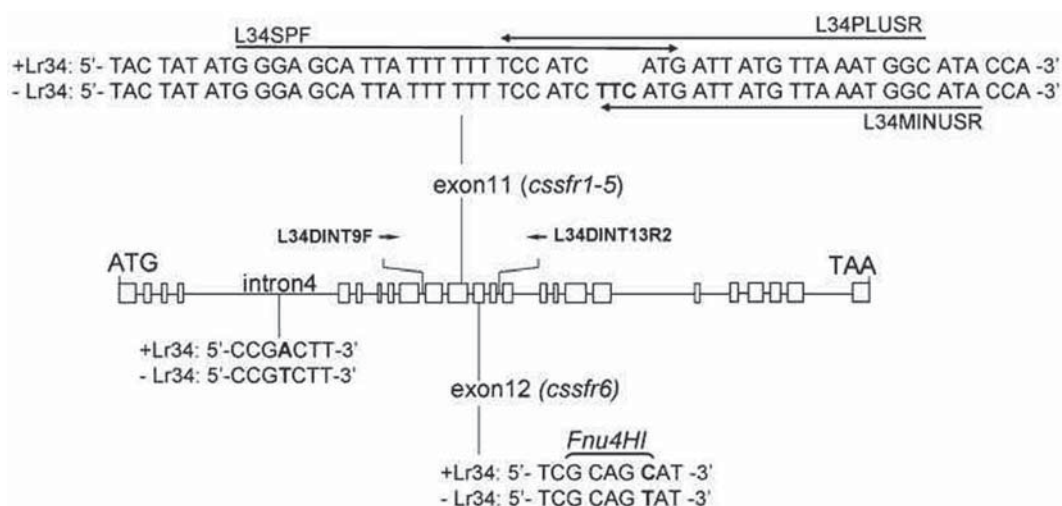 L34SPF L34PLUSR
+Lr34: 5'- TAC TAT ATG GGA GCA TTA TTT TTT TCC ATC ATG ATT ATG TTA AAT GGC ATA CCA -3'
- Lr34: 5'- TAC TAT ATG GGA GCA TTA TTT TTT TCC ATC TTC ATG ATT ATG TTA AAT GGC ATA CCA -3'
L34MINUSR
exon11 (cssfr1-5)
L34DINT9F L34DINT13R2
ATG TAA
intron4
+Lr34: 5'-CCGACTT-3'
- Lr34: 5'-CCGTCTT-3'
exon12 (cssfr6)
Fnu4HI
+Lr34: 5'- TCG CAG CAT -3'
- Lr34: 5'- TCG CAG TAT -3'